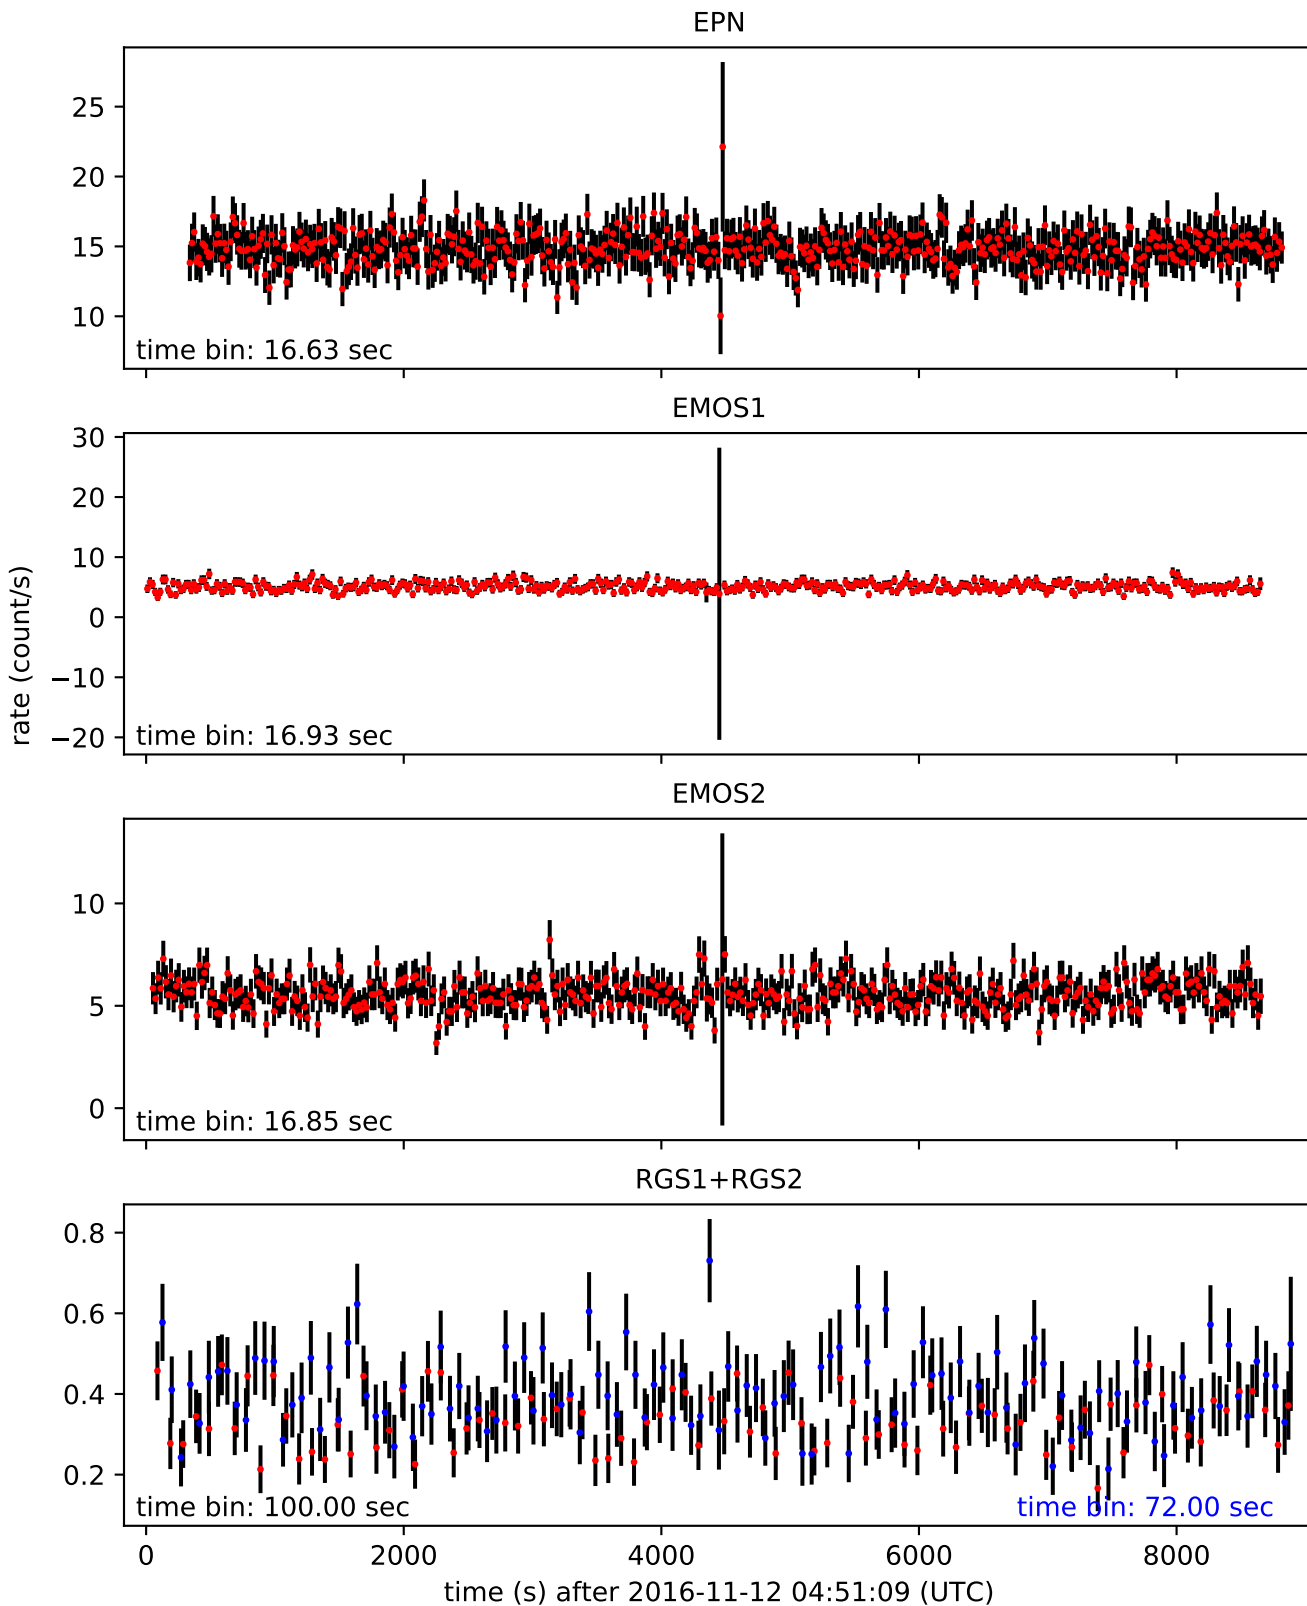 EPN
25
20
15
10
time bin: 16.63 sec
EMOS1
30
20
10
0
−10
−20
time bin: 16.93 sec
rate (count/s)
EMOS2
10
5
0
time bin: 16.85 sec
RGS1+RGS2
0.8
0.6
0.4
0.2
time bin: 100.00 sec time bin: 72.00 sec
0 2000 4000 6000 8000
time (s) after 2016-11-12 04:51:09 (UTC)